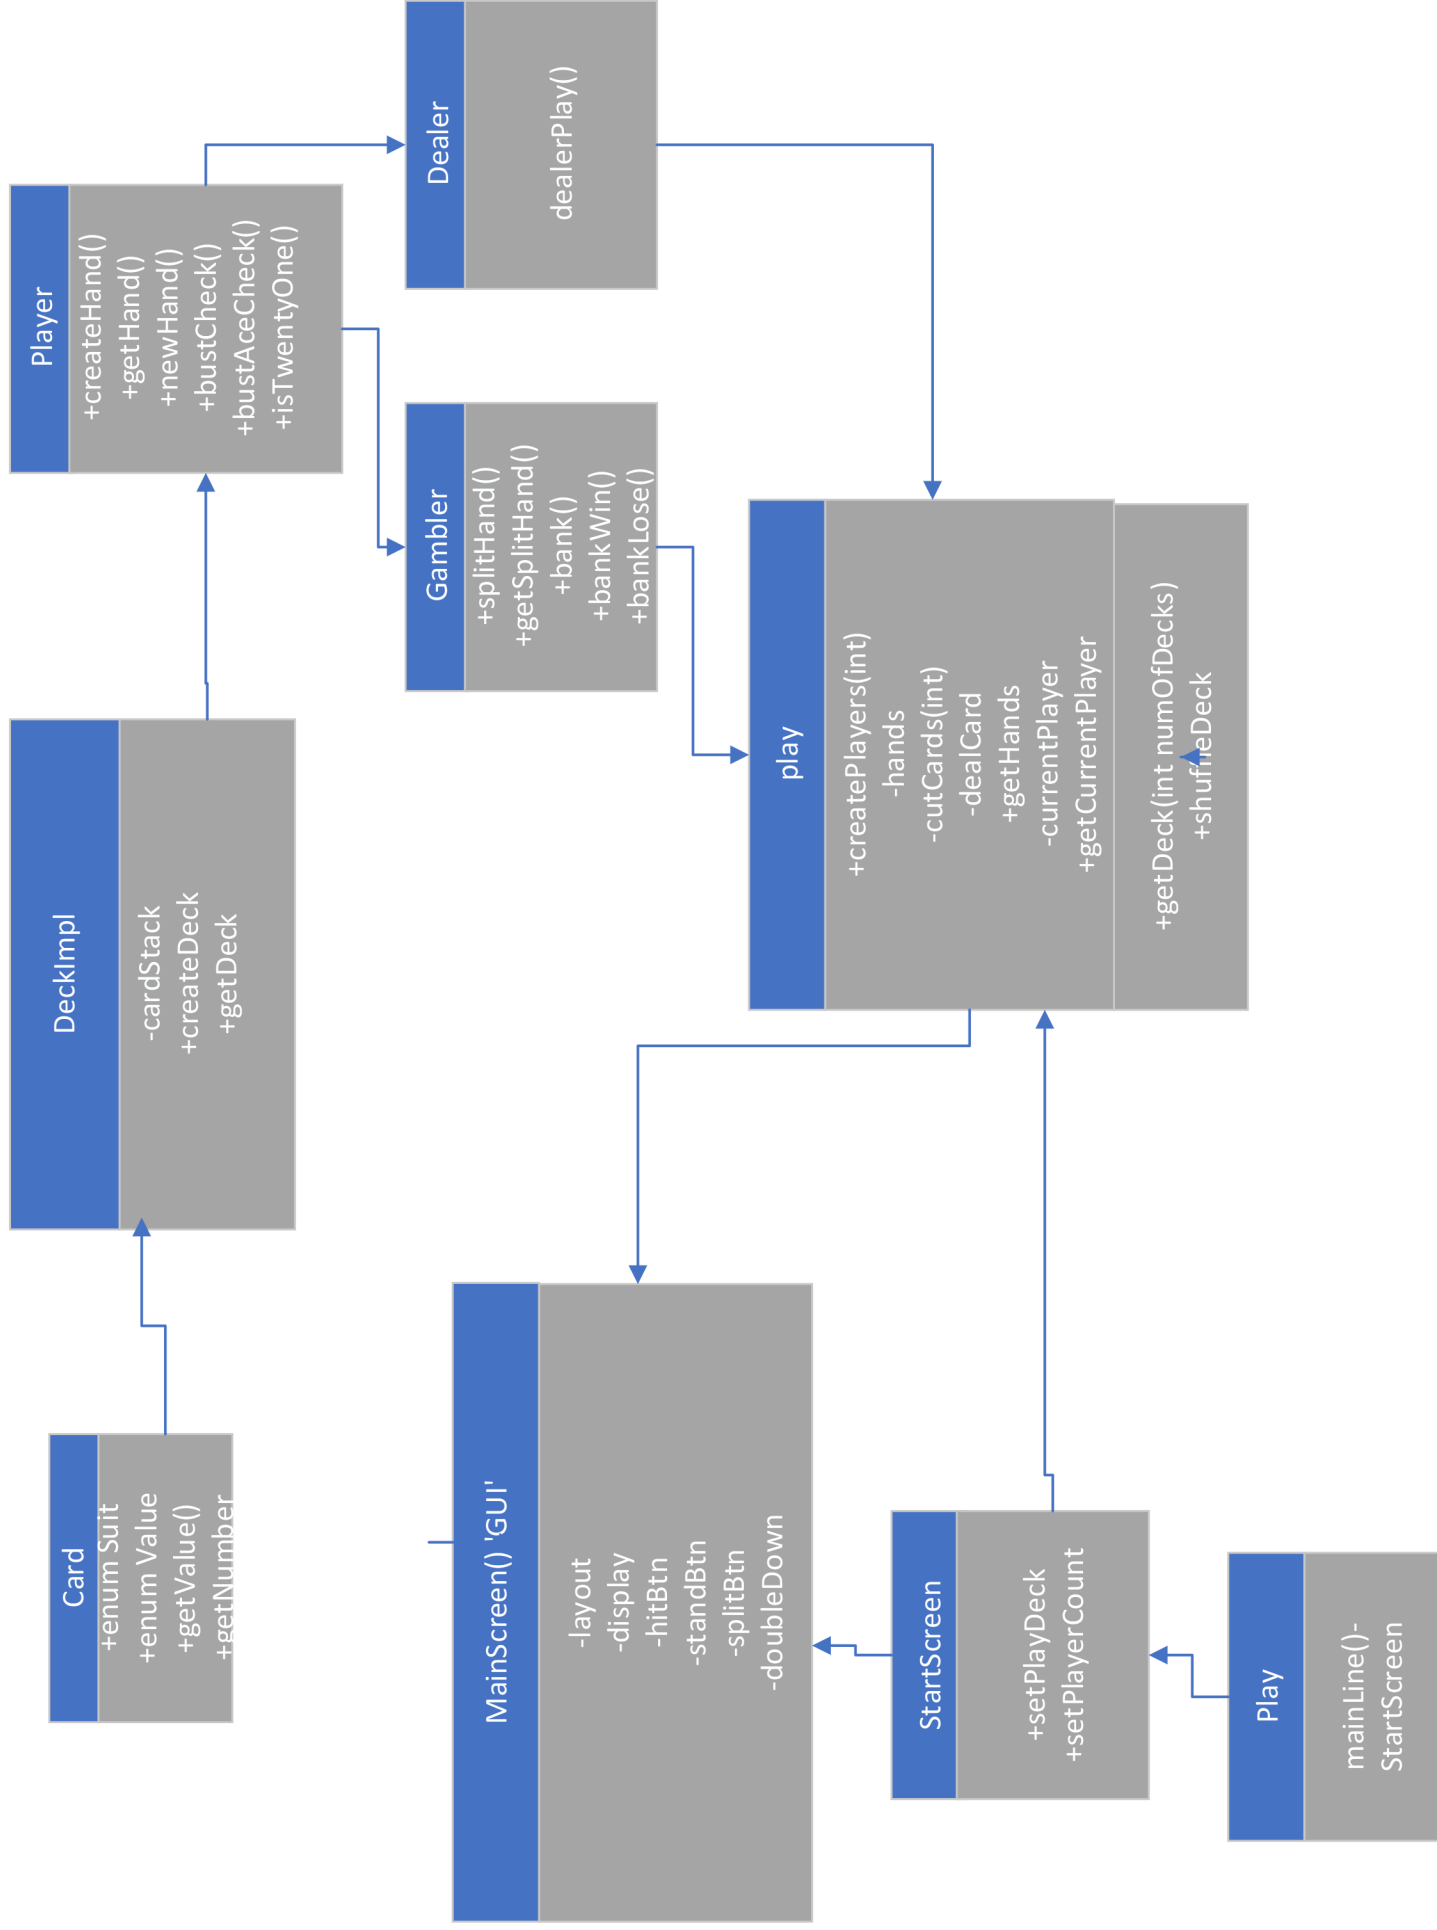 Card
+enum Suit
+enum Value
+getValue()
+getNumber
DeckImpl
-cardStack
+createDeck
+getDeck
Player
+createHand()
+getHand()
+newHand()
+bustCheck()
+bustAceCheck()
+isTwentyOne()
Gambler
+splitHand()
+getSplitHand()
+bank()
+bankWin()
+bankLose()
Dealer
dealerPlay()
MainScreen() 'GUI'
-layout
-display
-hitBtn
-standBtn
-splitBtn
-doubleDown
play
+createPlayers(int)
-hands
-cutCards(int)
-dealCard
+getHands
-currentPlayer
+getCurrentPlayer
+getDeck(int numOfDecks)
+shuffleDeck
StartScreen
+setPlayDeck
+setPlayerCount
Play
mainLine()-
StartScreen